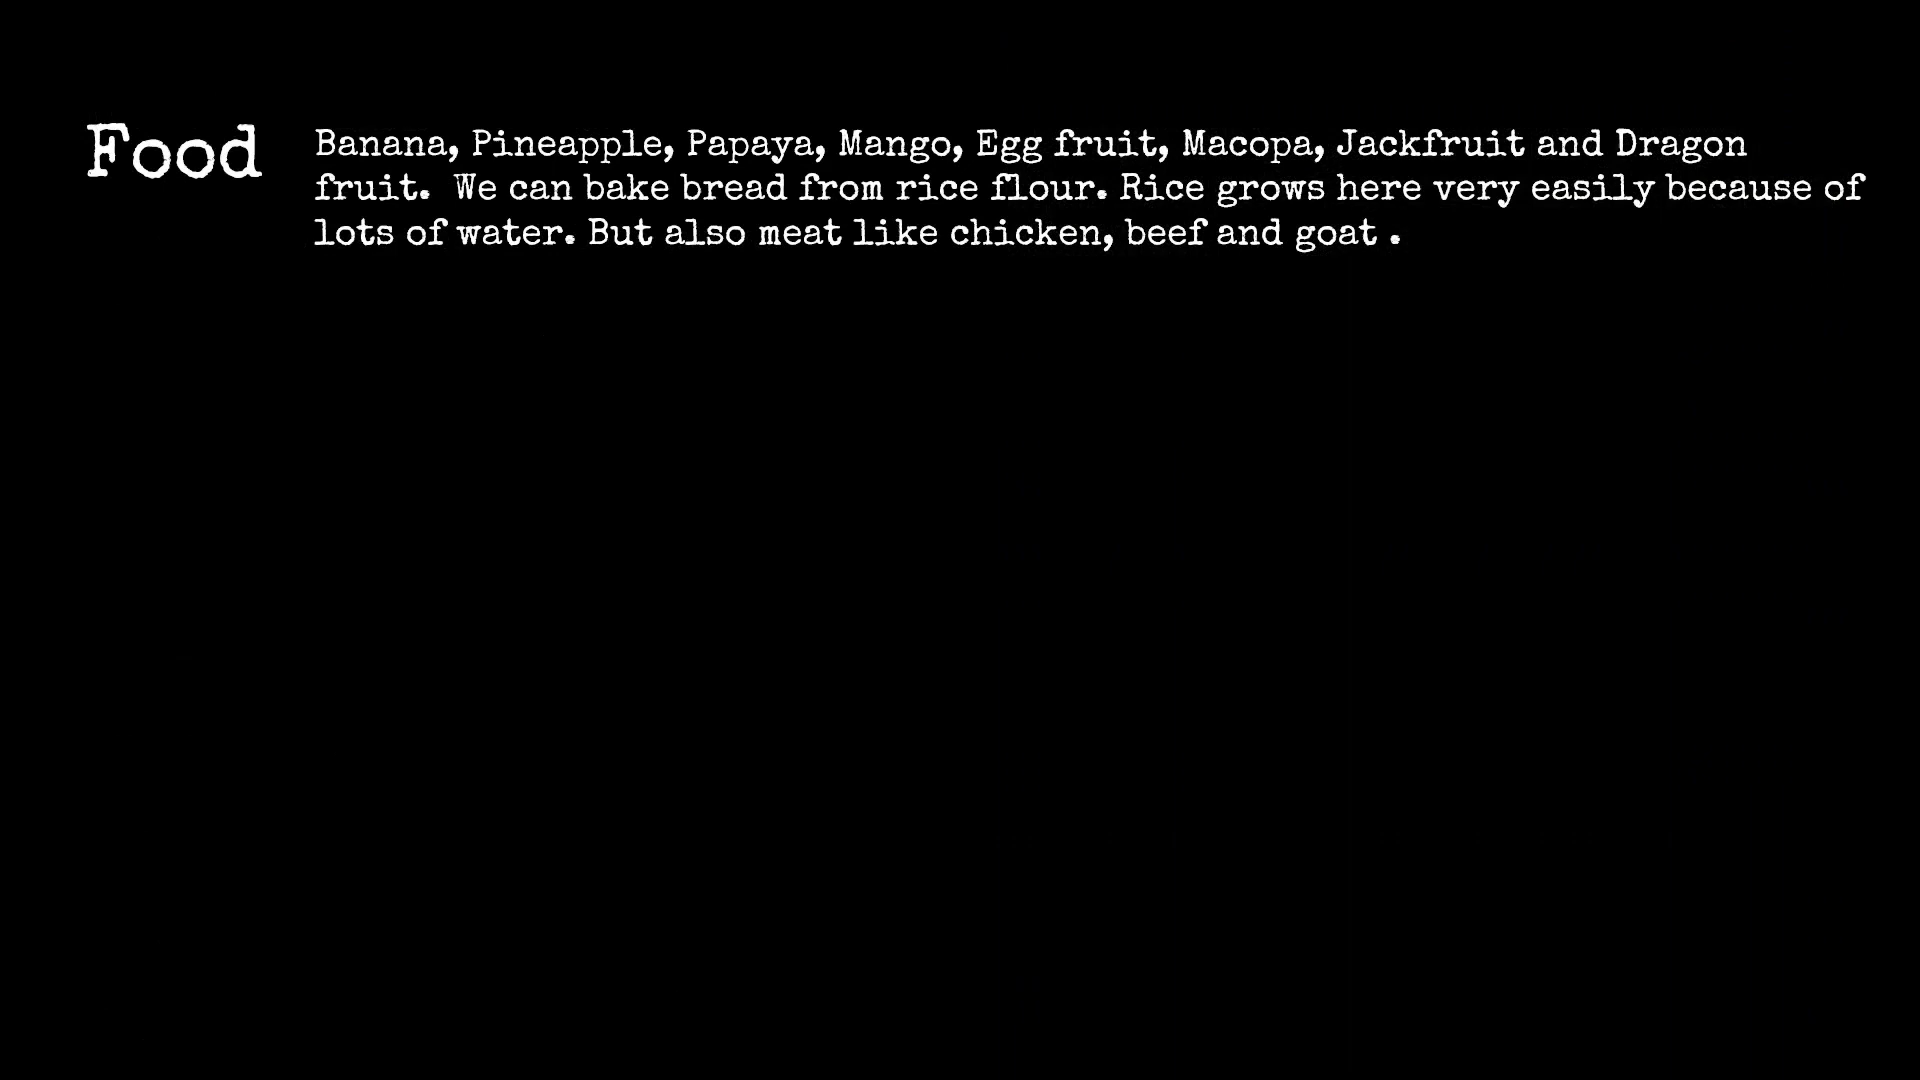 Food
Banana, Pineapple, Papaya, Mango, Egg fruit, Macopa, Jackfruit and Dragon
fruit.  We can bake bread from rice flour. Rice grows here very easily because of
lots of water. But also meat like chicken, beef and goat .